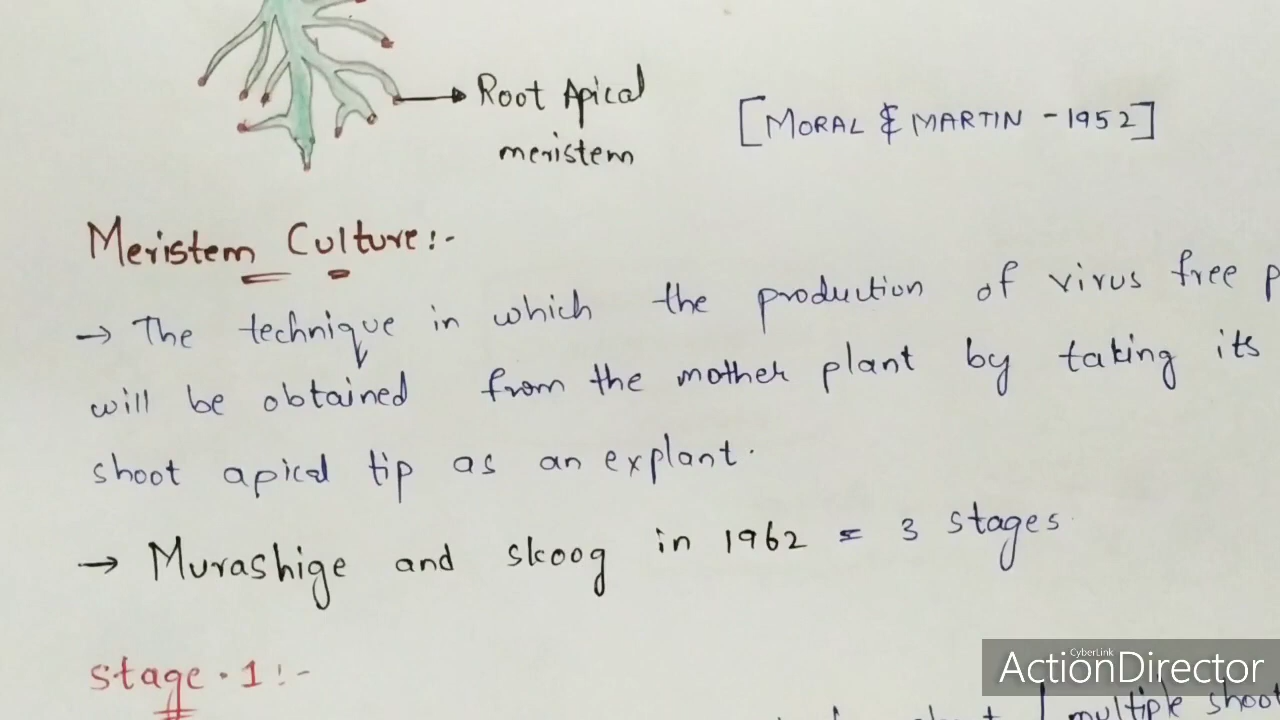 Root Apical
meristem
[MORAL & MARTIN - 1952]
Meristem Culture:-
→ The technique in which the production of virus free p
will be obtained from the mother plant by taking its
shoot apical tip as an explant.
→ Murashige and skoog in 1962 = 3 stages
stage.1:-
multiple shoot
CyberLink
ActionDirector